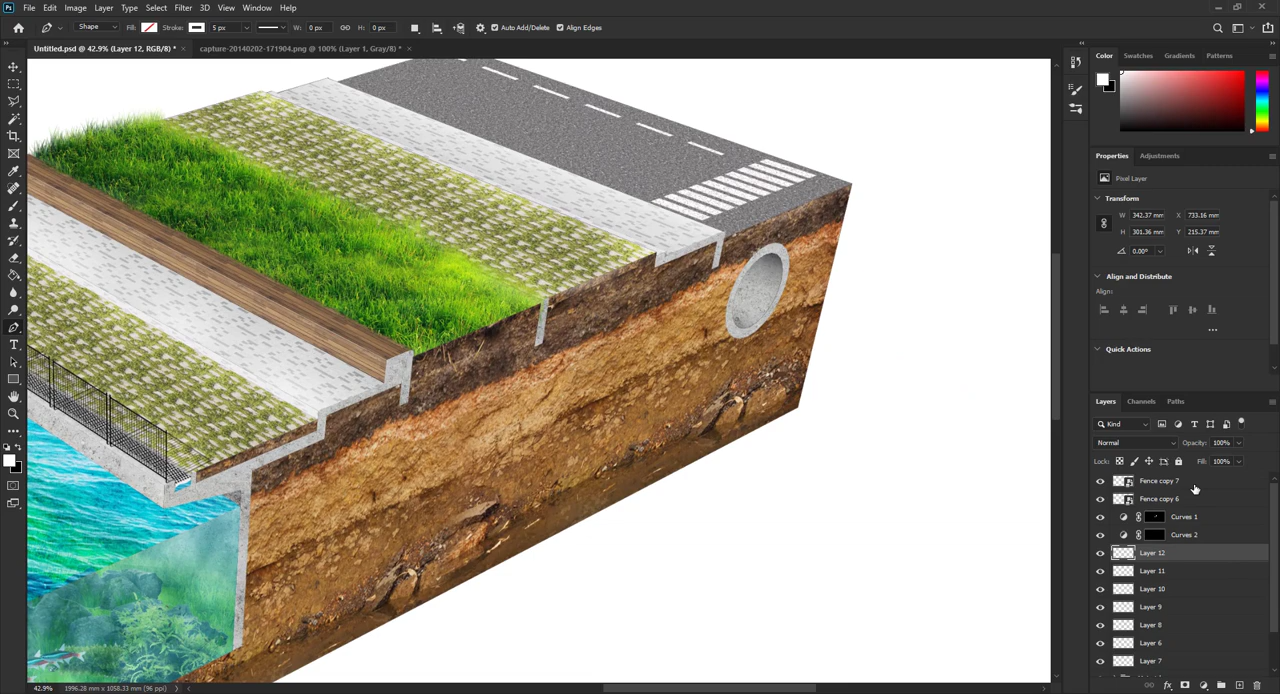 Ps File Edit Image Layer Type Select Filter 3D View Window Help
Shape Fill: Stroke: 5 px W: 0 px H: 0 px Auto Add/Delete Align Edges
Untitled.psd @ 42.9% (Layer 12, RGB/8) * × capture-20140202-171904.png @ 100% (Layer 1, Gray/8) * ×
Color Swatches Gradients Patterns
Properties Adjustments
Pixel Layer
Transform
W 342.37 mm X 733.16 mm
H 301.36 mm Y 215.37 mm
0.00°
Align and Distribute
Align:
Quick Actions
Layers Channels Paths
Kind
Normal Opacity: 100%
Lock: Fill: 100%
Fence copy 7
Fence copy 6
Curves 1
Curves 2
Layer 12
Layer 11
Layer 10
Layer 9
Layer 8
Layer 6
Layer 7
42.9% 1996.28 mm x 1058.33 mm (96 ppi)